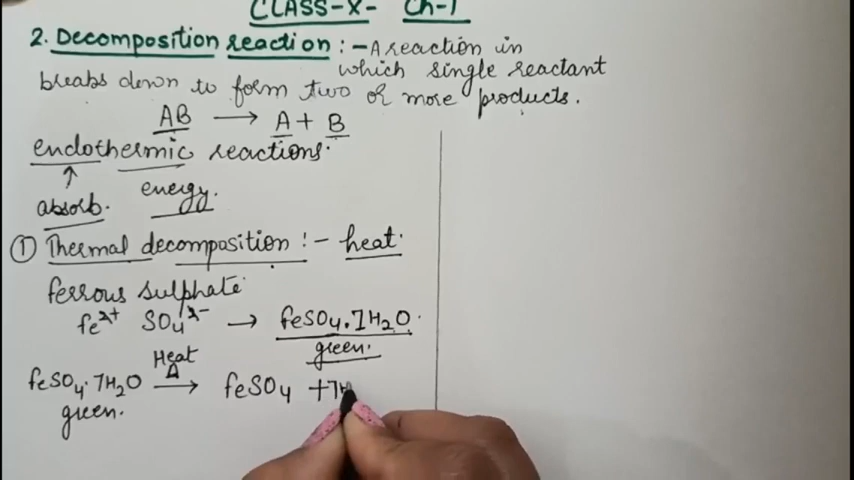 CLASS-X- Ch-1
2. Decomposition reaction :- A reaction in
which single reactant
breaks down to form two or more products.
AB → A + B
endothermic reactions.
↑
absorb. energy.
① Thermal decomposition :- heat.
ferrous sulphate
fe²⁺ SO₄²⁻ → feSO₄.7H₂O.
green.
Heat
Δ
feSO₄.7H₂O → feSO₄ + 7H
green.